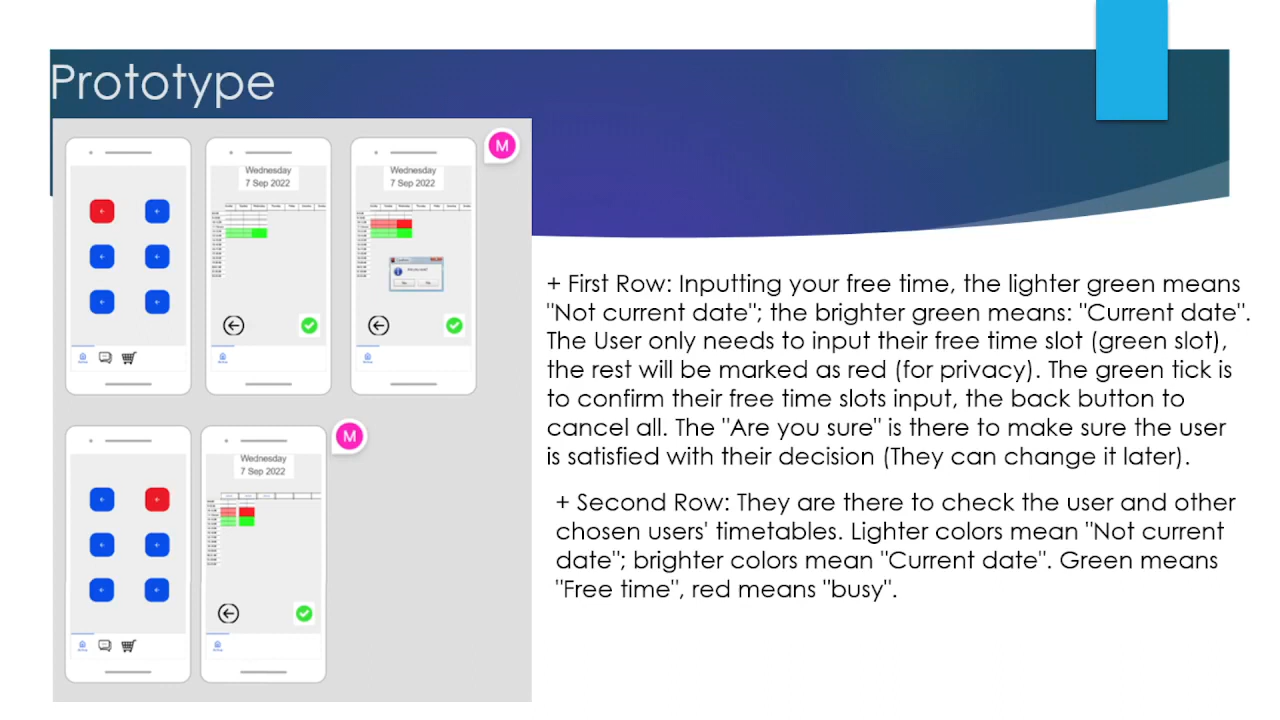 Prototype
M
Wednesday
7 Sep 2022
Wednesday
7 Sep 2022
M
Wednesday
7 Sep 2022
+ First Row: Inputting your free time, the lighter green means
"Not current date"; the brighter green means: "Current date".
The User only needs to input their free time slot (green slot),
the rest will be marked as red (for privacy). The green tick is
to confirm their free time slots input, the back button to
cancel all. The "Are you sure" is there to make sure the user
is satisfied with their decision (They can change it later).
+ Second Row: They are there to check the user and other
chosen users' timetables. Lighter colors mean "Not current
date"; brighter colors mean "Current date". Green means
"Free time", red means "busy".